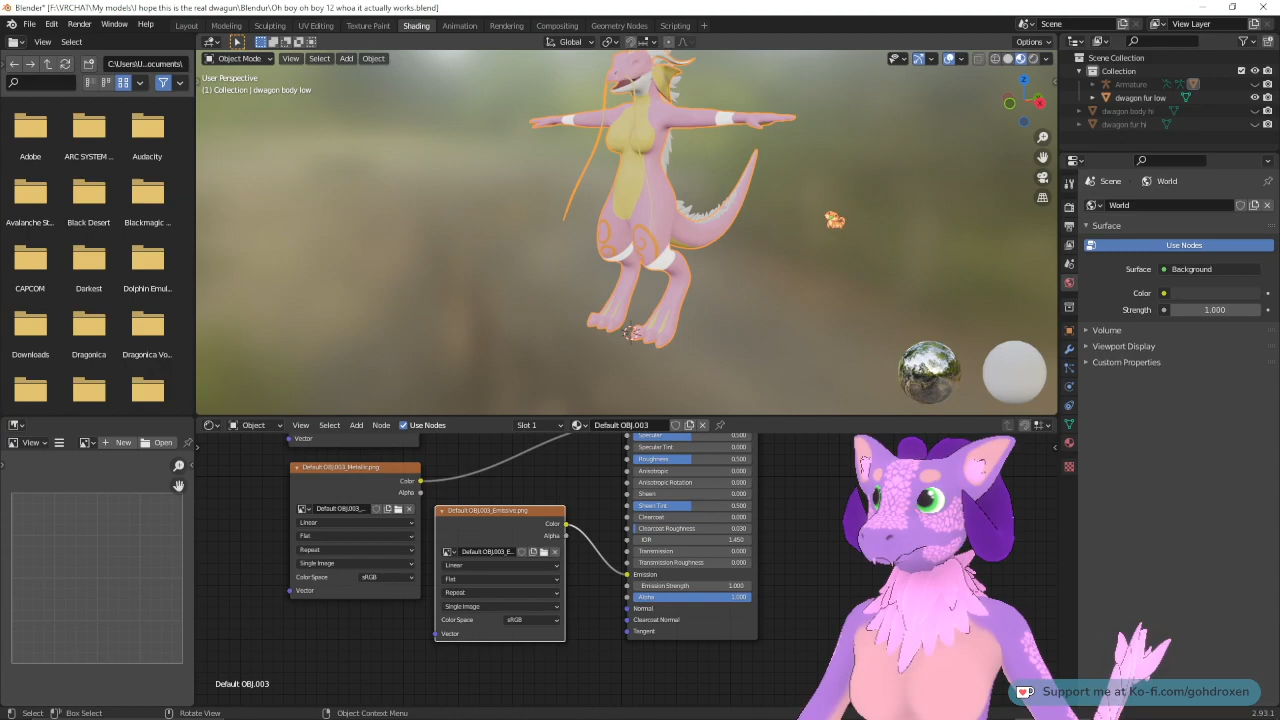 Blender* [F:\VRCHAT\My models\I hope this is the real dwagon\Blendur\Oh boy oh boy 12 whoa it actually works.blend]
File Edit Render Window Help Layout Modeling Sculpting UV Editing Texture Paint Shading Animation Rendering Compositing Geometry Nodes Scripting + Scene View Layer
View Select Global Options
C:\Users\U...ocuments\ Object Mode View Select Add Object Scene Collection
User Perspective
(1) Collection | dwagon body low
Collection
Armature
dwagon fur low
dwagon body hi
dwagon fur hi
Z
Y
X
Adobe ARC SYSTEM ... Audacity
Avalanche St... Black Desert Blackmagic ...
CAPCOM Darkest Dolphin Emul...
Downloads Dragonica Dragonica Vo...
Scene World
World
Surface
Use Nodes
Surface Background
Color
Strength 1.000
Volume
Viewport Display
Custom Properties
Object View Select Add Node Use Nodes Slot 1 Default OBJ.003
View New Open
Vector
Default OBJ.003_Metallic.png
Color
Alpha
Default OBJ.003_...
Linear
Flat
Repeat
Single Image
Color Space sRGB
Vector
Default OBJ.003_Emissive.png
Color
Alpha
Default OBJ.003_E...
Linear
Flat
Repeat
Single Image
Color Space sRGB
Vector
Specular 0.500
Specular Tint 0.000
Roughness 0.500
Anisotropic 0.000
Anisotropic Rotation 0.000
Sheen 0.000
Sheen Tint 0.500
Clearcoat 0.000
Clearcoat Roughness 0.030
IOR 1.450
Transmission 0.000
Transmission Roughness 0.000
Emission
Emission Strength 1.000
Alpha 1.000
Normal
Clearcoat Normal
Tangent
Default OBJ.003
Support me at Ko-fi.com/gohdroxen
Select Box Select Rotate View Object Context Menu 2.93.1